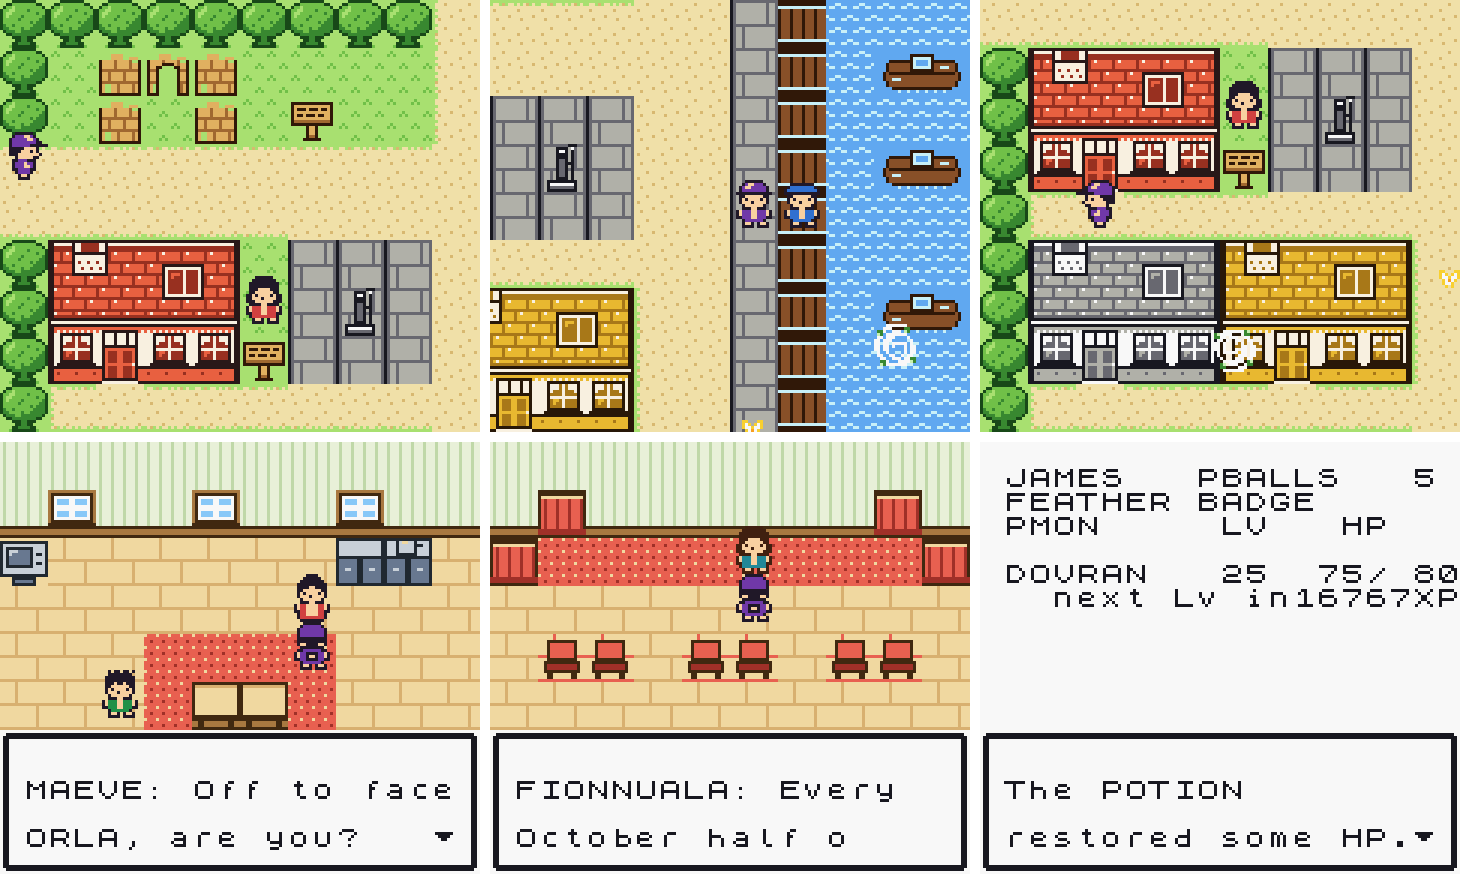 JAMES PBALLS 5
FEATHER BADGE
PMON LV HP
DOVRAN 25 75/ 80
next Lv in16767XP
MAEVE: Off to face
ORLA, are you?
FIONNUALA: Every
October half o
The POTION
restored some HP.